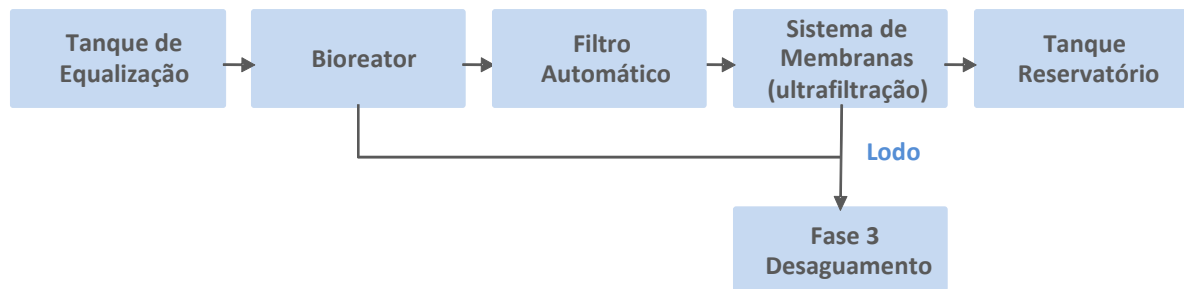 Tanque de
Equalização
Bioreator
Filtro
Automático
Sistema de
Membranas
(ultrafiltração)
Tanque
Reservatório
Lodo
Fase 3
Desaguamento